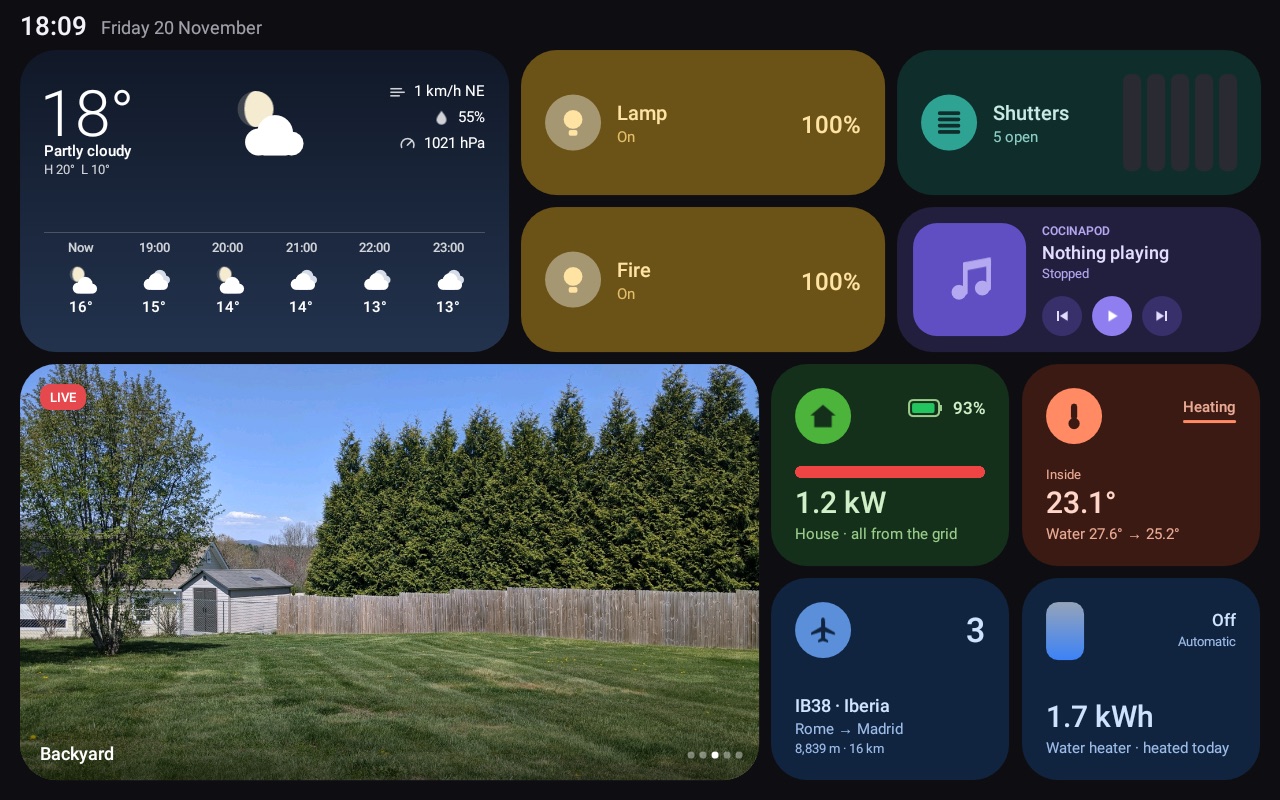 18:09 Friday 20 November
18°
Partly cloudy
H 20° L 10°
1 km/h NE
55%
1021 hPa
Now 19:00 20:00 21:00 22:00 23:00
16° 15° 14° 14° 13° 13°
Lamp
On
100%
Shutters
5 open
Fire
On
100%
COCINAPOD
Nothing playing
Stopped
LIVE
Backyard
93%
1.2 kW
House · all from the grid
Heating
Inside
23.1°
Water 27.6° → 25.2°
3
IB38 · Iberia
Rome → Madrid
8,839 m · 16 km
Off
Automatic
1.7 kWh
Water heater · heated today